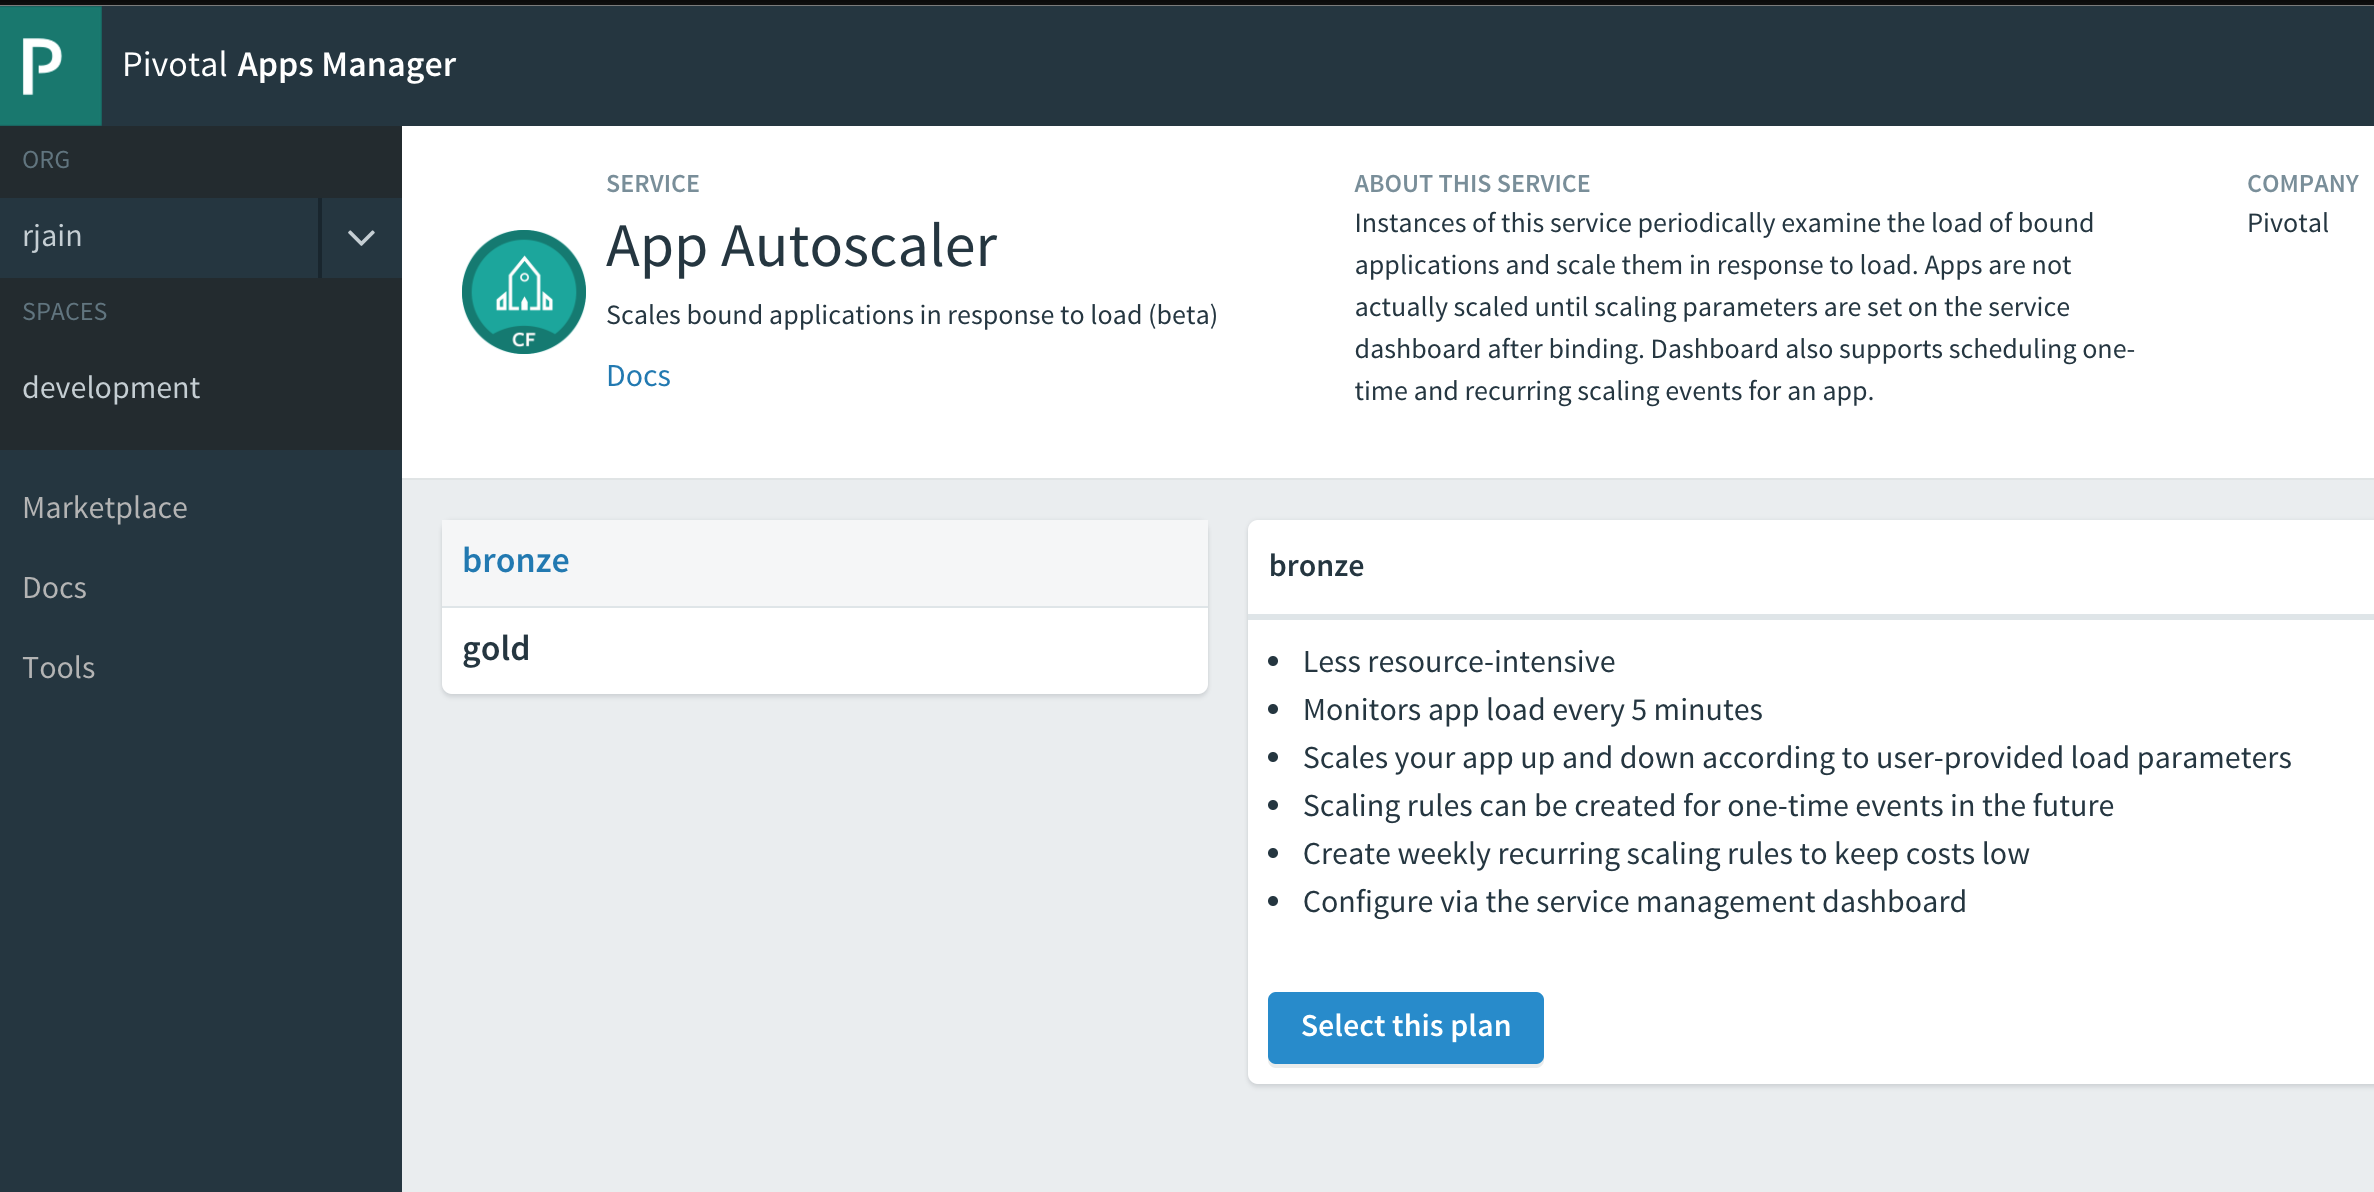 P
Pivotal Apps Manager
ORG
rjain
SPACES
development
Marketplace
Docs
Tools
CF
SERVICE
App Autoscaler
Scales bound applications in response to load (beta)
Docs
ABOUT THIS SERVICE
Instances of this service periodically examine the load of bound
applications and scale them in response to load. Apps are not
actually scaled until scaling parameters are set on the service
dashboard after binding. Dashboard also supports scheduling one-
time and recurring scaling events for an app.
COMPANY
Pivotal
bronze
gold
bronze
• Less resource-intensive
• Monitors app load every 5 minutes
• Scales your app up and down according to user-provided load parameters
• Scaling rules can be created for one-time events in the future
• Create weekly recurring scaling rules to keep costs low
• Configure via the service management dashboard
Select this plan